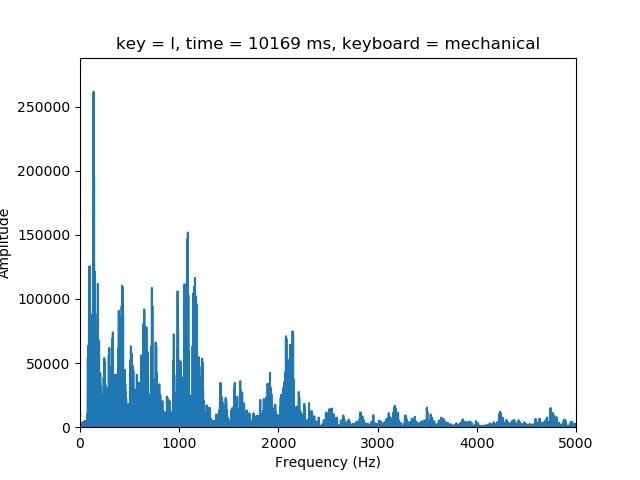 key = l, time = 10169 ms, keyboard = mechanical
Amplitude
250000
200000
150000
100000
50000
0
0 1000 2000 3000 4000 5000
Frequency (Hz)